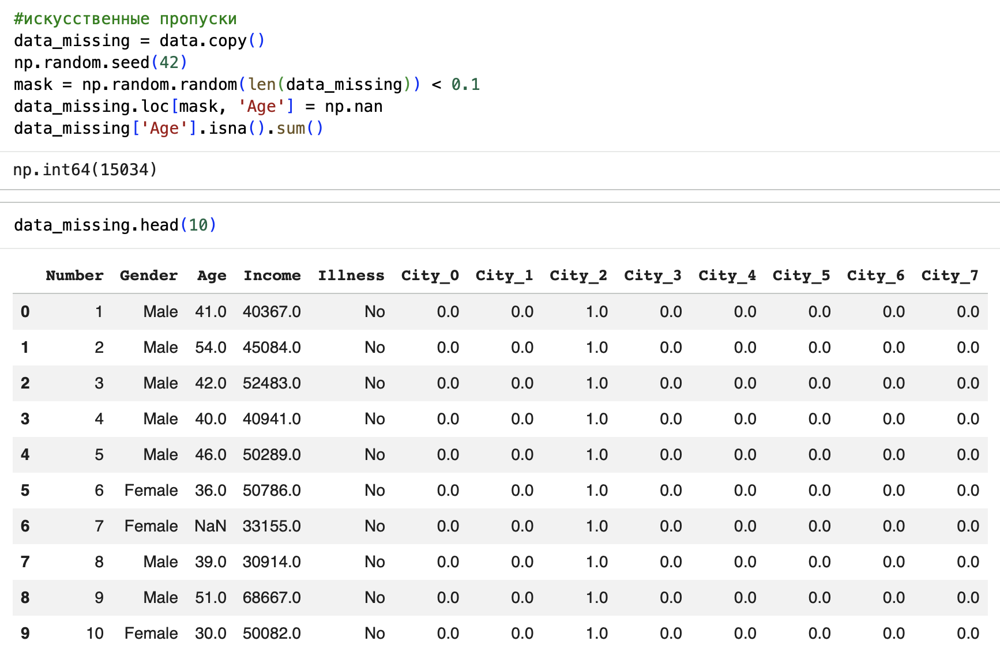 #искусственные пропуски
data_missing = data.copy()
np.random.seed(42)
mask = np.random.random(len(data_missing)) < 0.1
data_missing.loc[mask, 'Age'] = np.nan
data_missing['Age'].isna().sum()
np.int64(15034)
data_missing.head(10)
Number Gender Age Income Illness City_0 City_1 City_2 City_3 City_4 City_5 City_6 City_7
0 1 Male 41.0 40367.0 No 0.0 0.0 1.0 0.0 0.0 0.0 0.0 0.0
1 2 Male 54.0 45084.0 No 0.0 0.0 1.0 0.0 0.0 0.0 0.0 0.0
2 3 Male 42.0 52483.0 No 0.0 0.0 1.0 0.0 0.0 0.0 0.0 0.0
3 4 Male 40.0 40941.0 No 0.0 0.0 1.0 0.0 0.0 0.0 0.0 0.0
4 5 Male 46.0 50289.0 No 0.0 0.0 1.0 0.0 0.0 0.0 0.0 0.0
5 6 Female 36.0 50786.0 No 0.0 0.0 1.0 0.0 0.0 0.0 0.0 0.0
6 7 Female NaN 33155.0 No 0.0 0.0 1.0 0.0 0.0 0.0 0.0 0.0
7 8 Male 39.0 30914.0 No 0.0 0.0 1.0 0.0 0.0 0.0 0.0 0.0
8 9 Male 51.0 68667.0 No 0.0 0.0 1.0 0.0 0.0 0.0 0.0 0.0
9 10 Female 30.0 50082.0 No 0.0 0.0 1.0 0.0 0.0 0.0 0.0 0.0